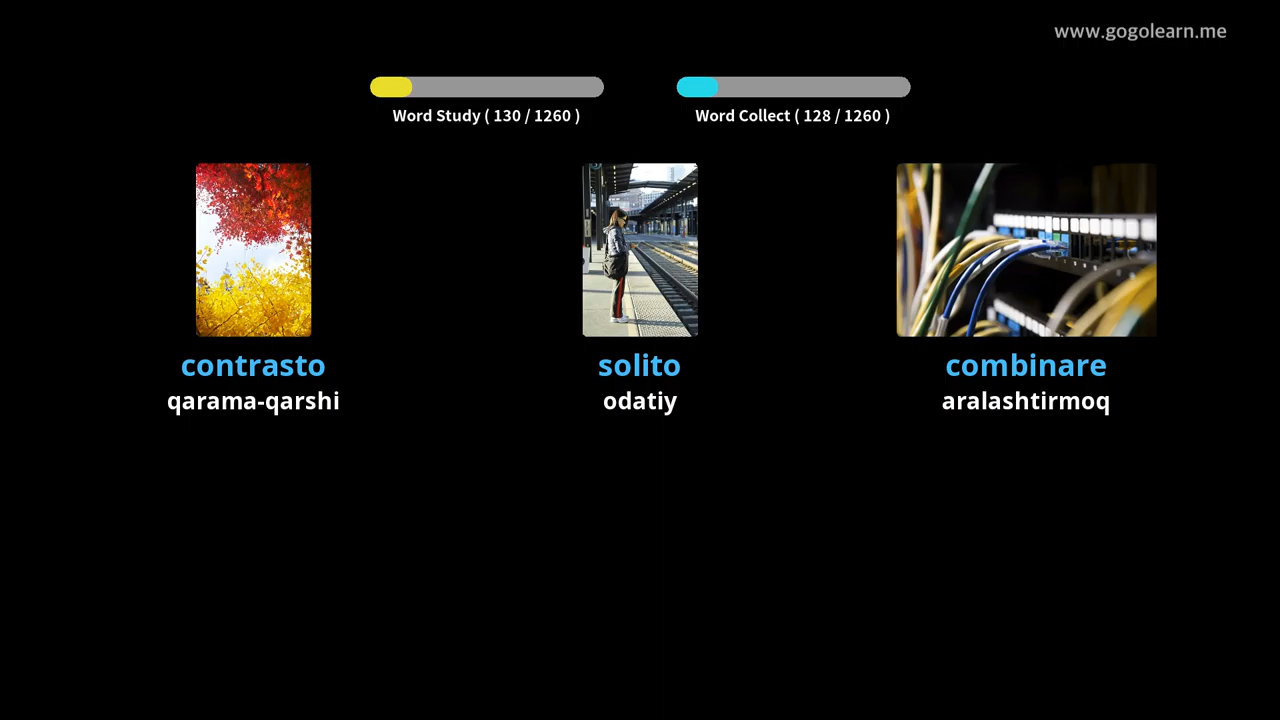 www.gogolearn.me
Word Study ( 130 / 1260 )
Word Collect ( 128 / 1260 )
contrasto
qarama-qarshi
solito
odatiy
combinare
aralashtirmoq